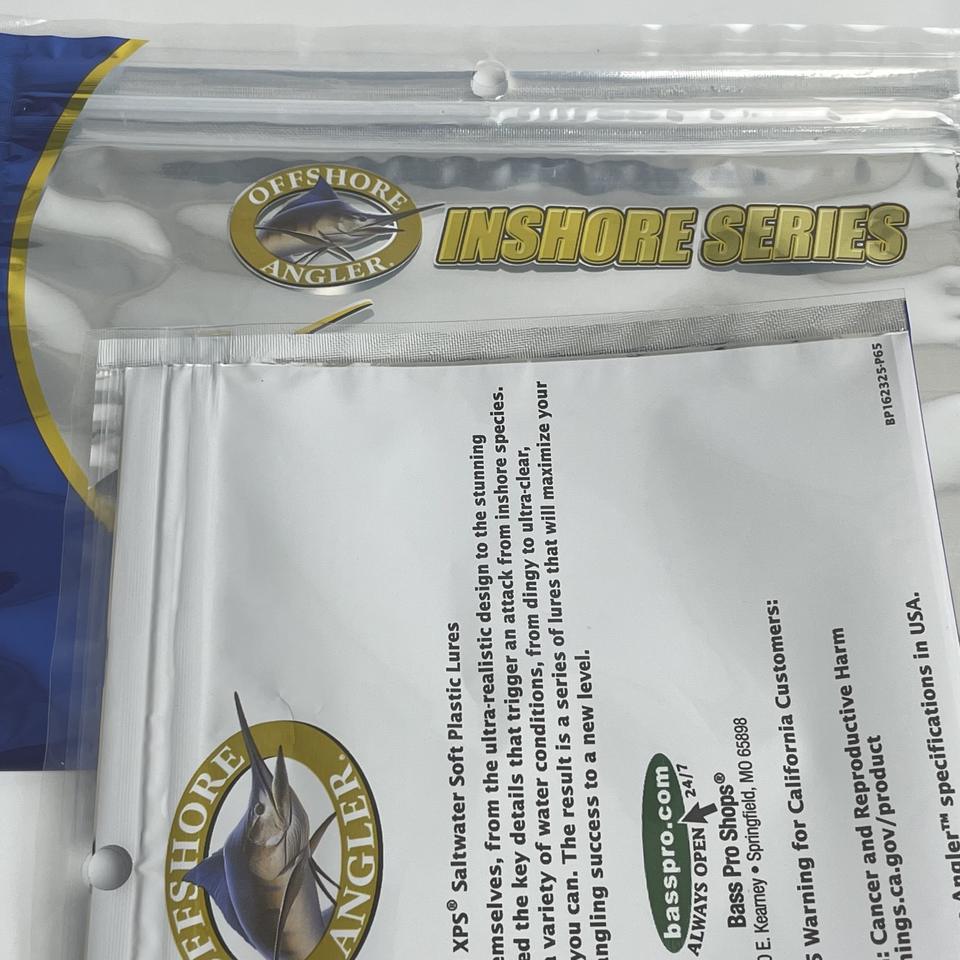 OFFSHORE
ANGLER.
INSHORE SERIES
BP162325-P65
OFFSHORE
ANGLER.
XPS® Saltwater Soft Plastic Lures
from the ultra-realistic design to the stunning
the key details that trigger an attack from inshore species.
variety of water conditions, from dingy to ultra-clear,
you can. The result is a series of lures that will maximize your
success to a new level.
basspro.com
ALWAYS OPEN 24/7
Bass Pro Shops®
E. Kearney • Springfield, MO 65898
Warning for California Customers:
: Cancer and Reproductive Harm
.ca.gov/product
Angler™ specifications in USA.